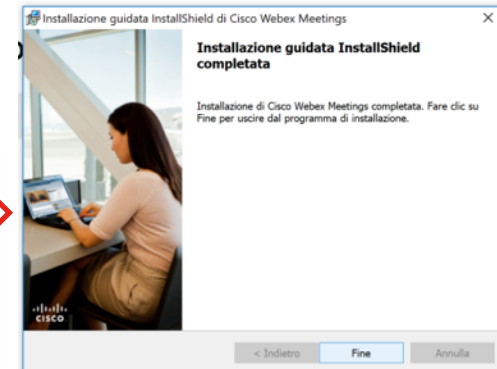 Installazione guidata InstallShield di Cisco Webex Meetings
Installazione guidata InstallShield
completata
Installazione di Cisco Webex Meetings completata. Fare clic su
Fine per uscire dal programma di installazione.
CISCO
< Indietro
Fine
Annulla